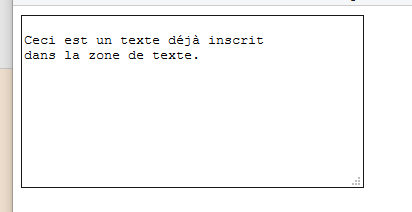 Ceci est un texte déjà inscrit
dans la zone de texte.